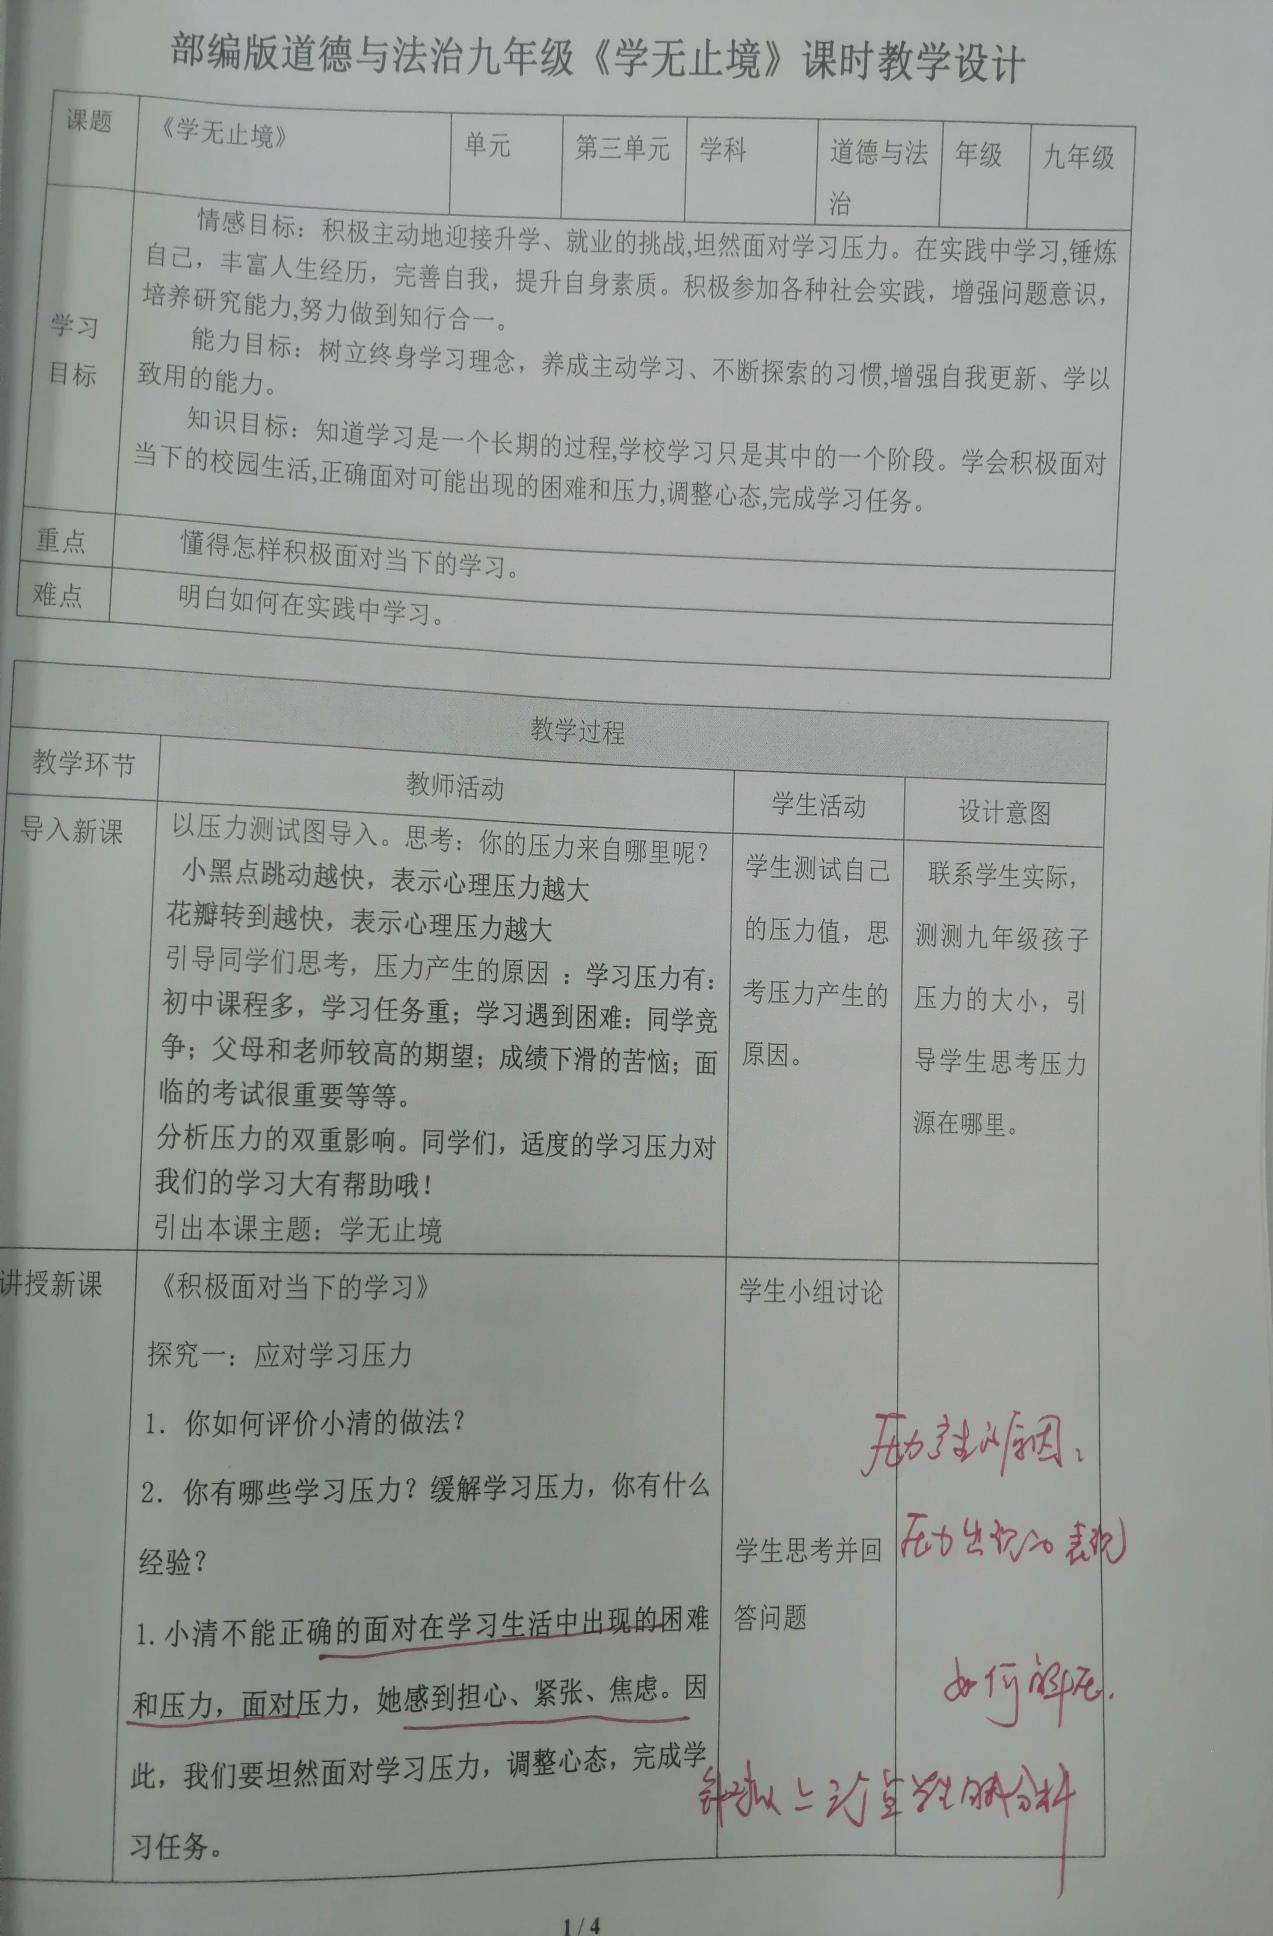 部编版道德与法治九年级《学无止境》课时教学设计
课题
《学无止境》
单元
第三单元
学科
道德与法
治
年级
九年级
学习
目标
情感目标：积极主动地迎接升学、就业的挑战,坦然面对学习压力。在实践中学习,锤炼
自己，丰富人生经历，完善自我，提升自身素质。积极参加各种社会实践，增强问题意识，
培养研究能力,努力做到知行合一。
能力目标：树立终身学习理念，养成主动学习、不断探索的习惯,增强自我更新、学以
致用的能力。
知识目标：知道学习是一个长期的过程,学校学习只是其中的一个阶段。学会积极面对
当下的校园生活,正确面对可能出现的困难和压力,调整心态,完成学习任务。
重点
懂得怎样积极面对当下的学习。
难点
明白如何在实践中学习。
教学过程
教学环节
教师活动
学生活动
设计意图
导入新课
以压力测试图导入。思考：你的压力来自哪里呢？
小黑点跳动越快，表示心理压力越大
花瓣转到越快，表示心理压力越大
引导同学们思考，压力产生的原因 ：学习压力有：
初中课程多，学习任务重；学习遇到困难：同学竞
争；父母和老师较高的期望；成绩下滑的苦恼；面
临的考试很重要等等。
分析压力的双重影响。同学们，适度的学习压力对
我们的学习大有帮助哦！
引出本课主题：学无止境
学生测试自己
的压力值，思
考压力产生的
原因。
联系学生实际，
测测九年级孩子
压力的大小，引
导学生思考压力
源在哪里。
讲授新课
《积极面对当下的学习》
探究一：应对学习压力
1. 你如何评价小清的做法？
2. 你有哪些学习压力？缓解学习压力，你有什么
经验？
1.小清不能正确的面对在学习生活中出现的困难
和压力，面对压力，她感到担心、紧张、焦虑。因
此，我们要坦然面对学习压力，调整心态，完成学
习任务。
学生小组讨论
学生思考并回
答问题
压力产生的原因
压力出现的表现
如何解压.
1 / 4